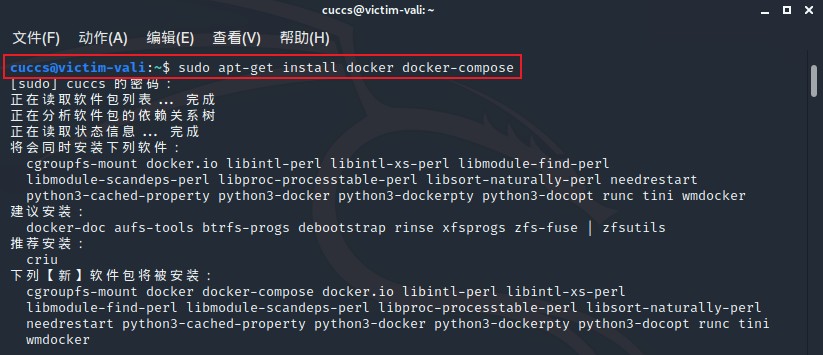 cuccs@victim-vali: ~
文件(F) 动作(A) 编辑(E) 查看(V) 帮助(H)
cuccs@victim-vali:~$ sudo apt-get install docker docker-compose
[sudo] cuccs 的密码：
正在读取软件包列表... 完成
正在分析软件包的依赖关系树
正在读取状态信息... 完成
将会同时安装下列软件：
cgroupfs-mount docker.io libintl-perl libintl-xs-perl libmodule-find-perl
libmodule-scandeps-perl libproc-processtable-perl libsort-naturally-perl needrestart
python3-cached-property python3-docker python3-dockerpty python3-docopt runc tini wmdocker
建议安装：
docker-doc aufs-tools btrfs-progs debootstrap rinse xfsprogs zfs-fuse | zfsutils
推荐安装：
criu
下列【新】软件包将被安装：
cgroupfs-mount docker docker-compose docker.io libintl-perl libintl-xs-perl
libmodule-find-perl libmodule-scandeps-perl libproc-processtable-perl libsort-naturally-perl
needrestart python3-cached-property python3-docker python3-dockerpty python3-docopt runc tini
wmdocker